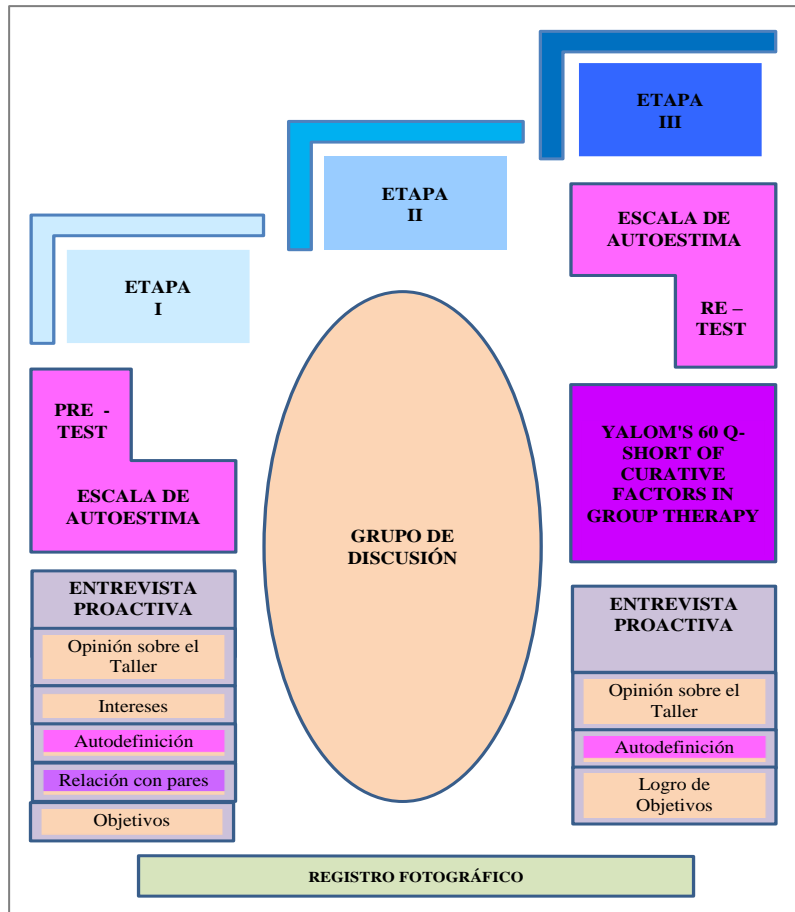 ETAPA
I
PRE - 
TEST
ESCALA DE
AUTOESTIMA
ENTREVISTA
PROACTIVA
Opinión sobre el
Taller
Intereses
Autodefinición
Relación con pares
Objetivos
ETAPA
II
GRUPO DE
DISCUSIÓN
ETAPA
III
ESCALA DE
AUTOESTIMA
RE –
TEST
YALOM'S 60 Q-
SHORT OF
CURATIVE
FACTORS IN
GROUP THERAPY
ENTREVISTA
PROACTIVA
Opinión sobre el
Taller
Autodefinición
Logro de
Objetivos
REGISTRO FOTOGRÁFICO